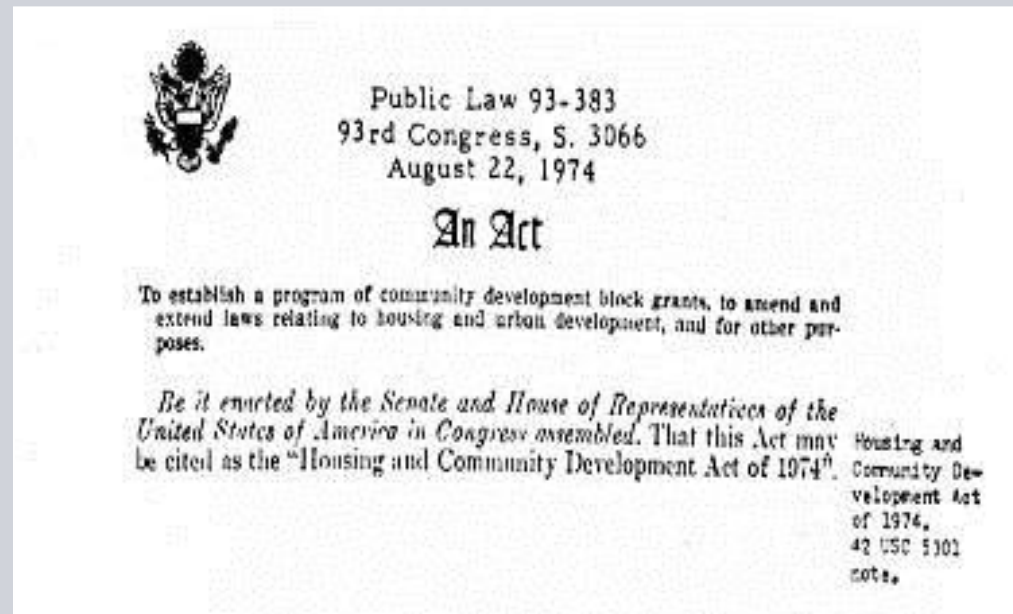 Public Law 93-383
93rd Congress, S. 3066
August 22, 1974
An Act
To establish a program of community development block grants, to amend and
extend laws relating to housing and urban development, and for other pur-
poses.
Be it enacted by the Senate and House of Representatives of the
United States of America in Congress assembled. That this Act may
be cited as the "Housing and Community Development Act of 1974".
Housing and
Community De-
velopment Act
of 1974.
42 USC 5301
note.